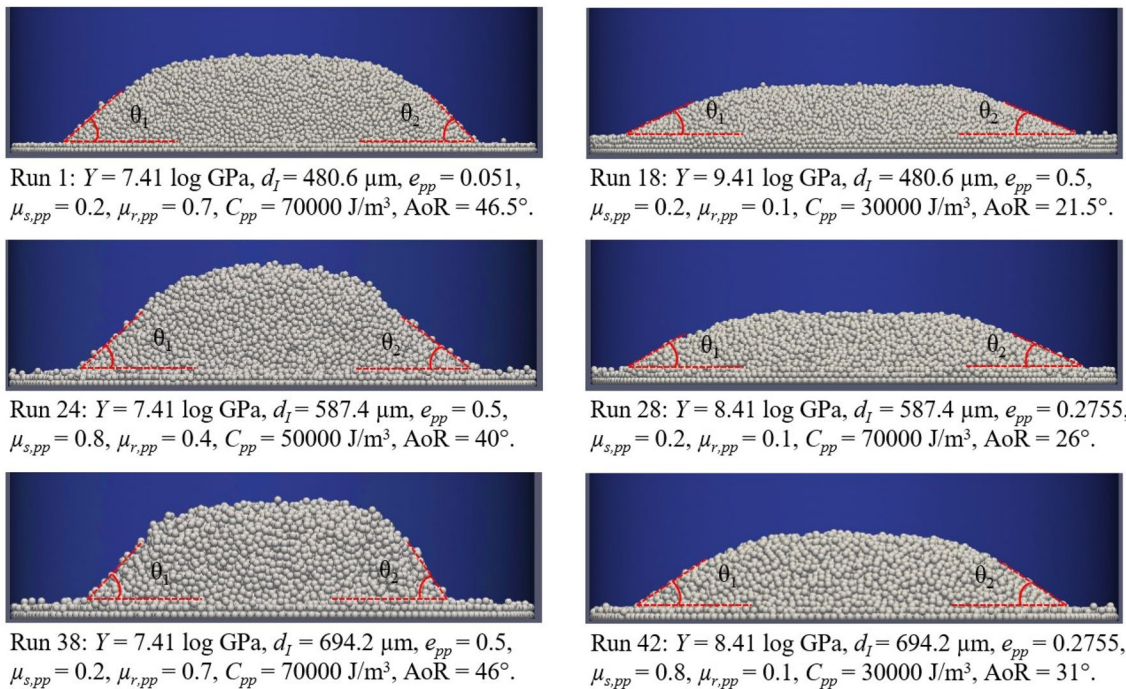 θ1 θ2
Run 1: Y = 7.41 log GPa, dI = 480.6 μm, epp = 0.051,
μs,pp = 0.2, μr,pp = 0.7, Cpp = 70000 J/m³, AoR = 46.5°.
θ1 θ2
Run 18: Y = 9.41 log GPa, dI = 480.6 μm, epp = 0.5,
μs,pp = 0.2, μr,pp = 0.1, Cpp = 30000 J/m³, AoR = 21.5°.
θ1 θ2
Run 24: Y = 7.41 log GPa, dI = 587.4 μm, epp = 0.5,
μs,pp = 0.8, μr,pp = 0.4, Cpp = 50000 J/m³, AoR = 40°.
θ1 θ2
Run 28: Y = 8.41 log GPa, dI = 587.4 μm, epp = 0.2755,
μs,pp = 0.2, μr,pp = 0.1, Cpp = 70000 J/m³, AoR = 26°.
θ1 θ2
Run 38: Y = 7.41 log GPa, dI = 694.2 μm, epp = 0.5,
μs,pp = 0.2, μr,pp = 0.7, Cpp = 70000 J/m³, AoR = 46°.
θ1 θ2
Run 42: Y = 8.41 log GPa, dI = 694.2 μm, epp = 0.2755,
μs,pp = 0.8, μr,pp = 0.1, Cpp = 30000 J/m³, AoR = 31°.